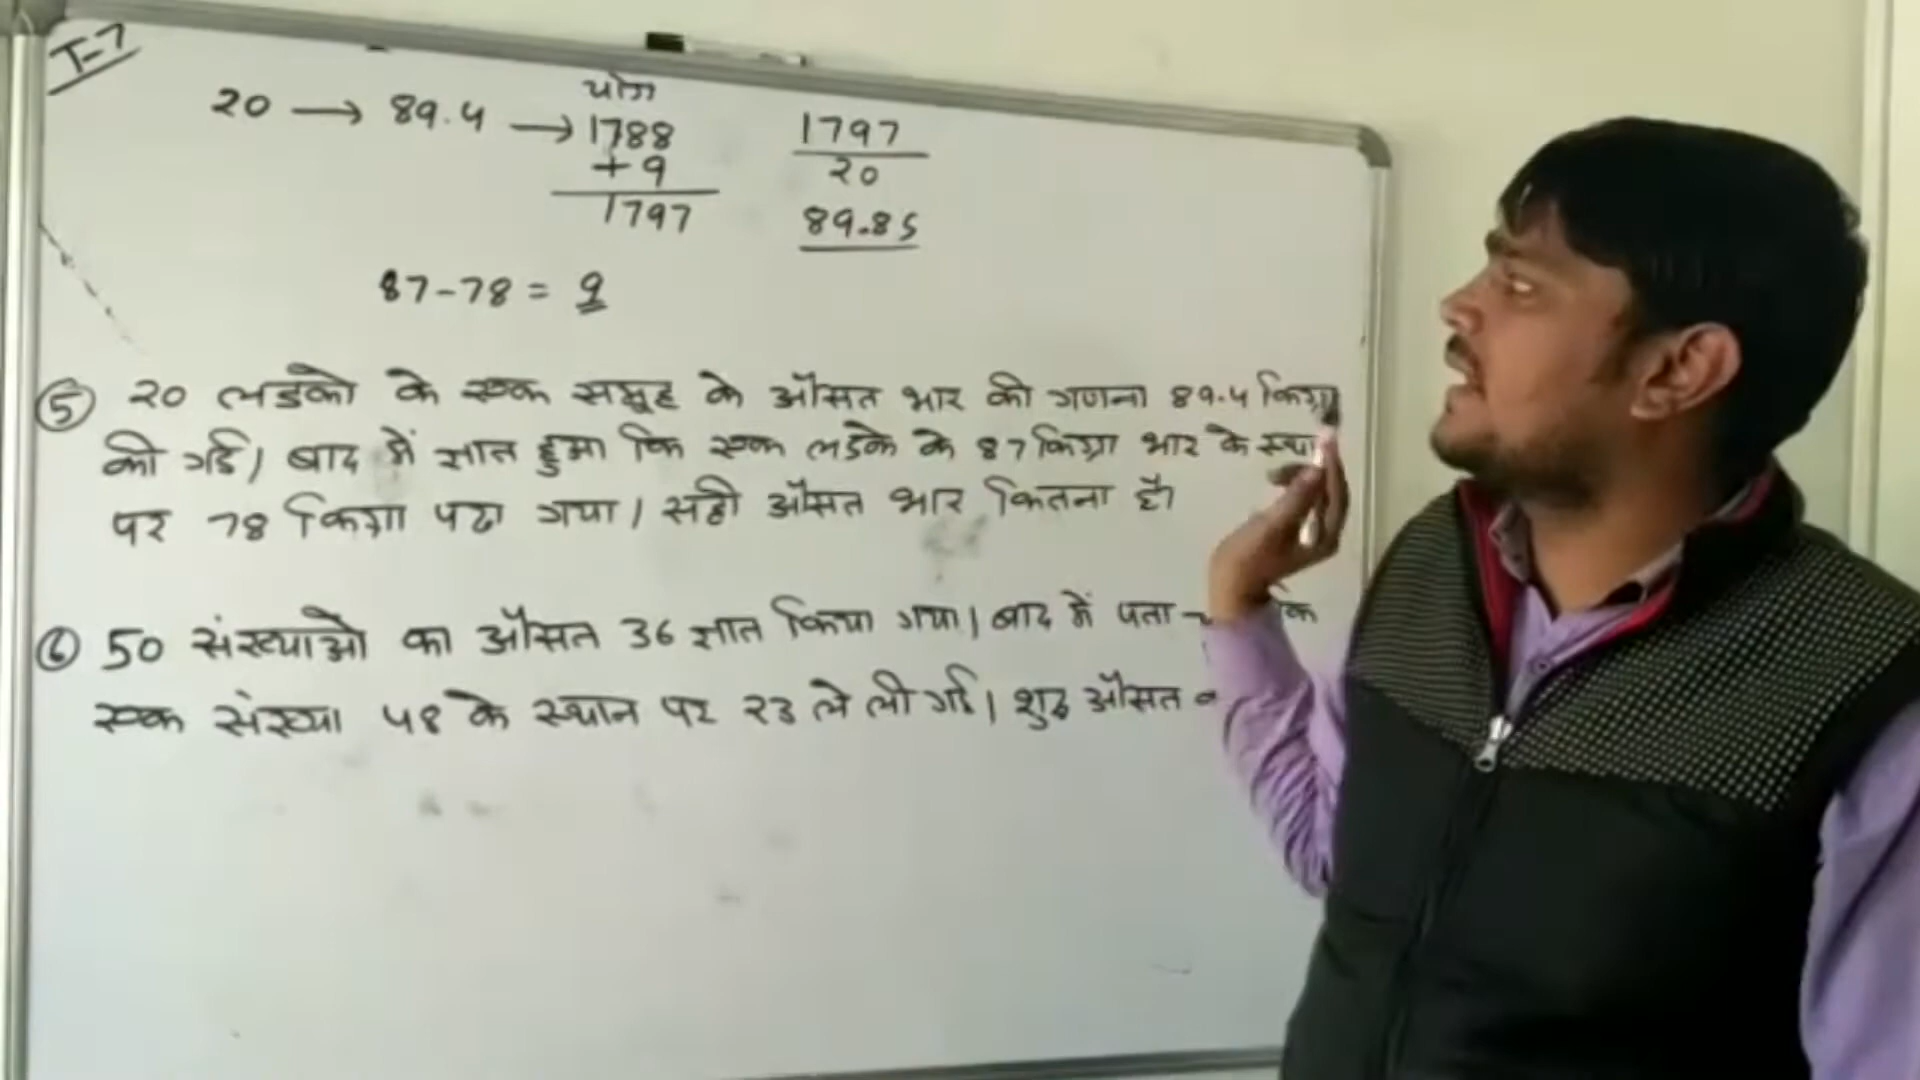 T-7
योग
20 → 89.4 → 1788
+ 9
1797
1797
20
89.85
87-78 = 9
⑤ 20 लडको के एक समूह के औसत भार की गणना 89.4 किग्रा
की गई। बाद में ज्ञात हुआ कि एक लडके के 87 किग्रा भार के
पर 78 किग्रा पढा गया। सही औसत भार कितना है।
⑥ 50 संख्याओ का औसत 36 ज्ञात किया गया। बाद में पता
एक संख्या 48 के स्थान पर 23 ले ली गई। शुद्ध औसत